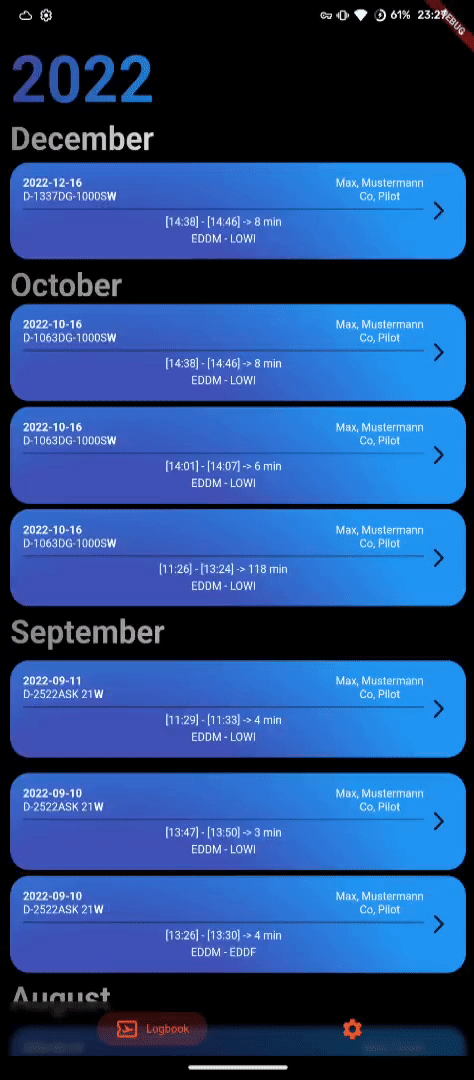 61% 23:27
DEBUG
2022
December
2022-12-16 Max, Mustermann
D-1337DG-1000SW Co, Pilot
[14:38] - [14:46] -> 8 min
EDDM - LOWI
October
2022-10-16 Max, Mustermann
D-1063DG-1000SW Co, Pilot
[14:38] - [14:46] -> 8 min
EDDM - LOWI
2022-10-16 Max, Mustermann
D-1063DG-1000SW Co, Pilot
[14:01] - [14:07] -> 6 min
EDDM - LOWI
2022-10-16 Max, Mustermann
D-1063DG-1000SW Co, Pilot
[11:26] - [13:24] -> 118 min
EDDM - LOWI
September
2022-09-11 Max, Mustermann
D-2522ASK 21W Co, Pilot
[11:29] - [11:33] -> 4 min
EDDM - LOWI
2022-09-10 Max, Mustermann
D-2522ASK 21W Co, Pilot
[13:47] - [13:50] -> 3 min
EDDM - LOWI
2022-09-10 Max, Mustermann
D-2522ASK 21W Co, Pilot
[13:26] - [13:30] -> 4 min
EDDM - EDDF
August
Logbook